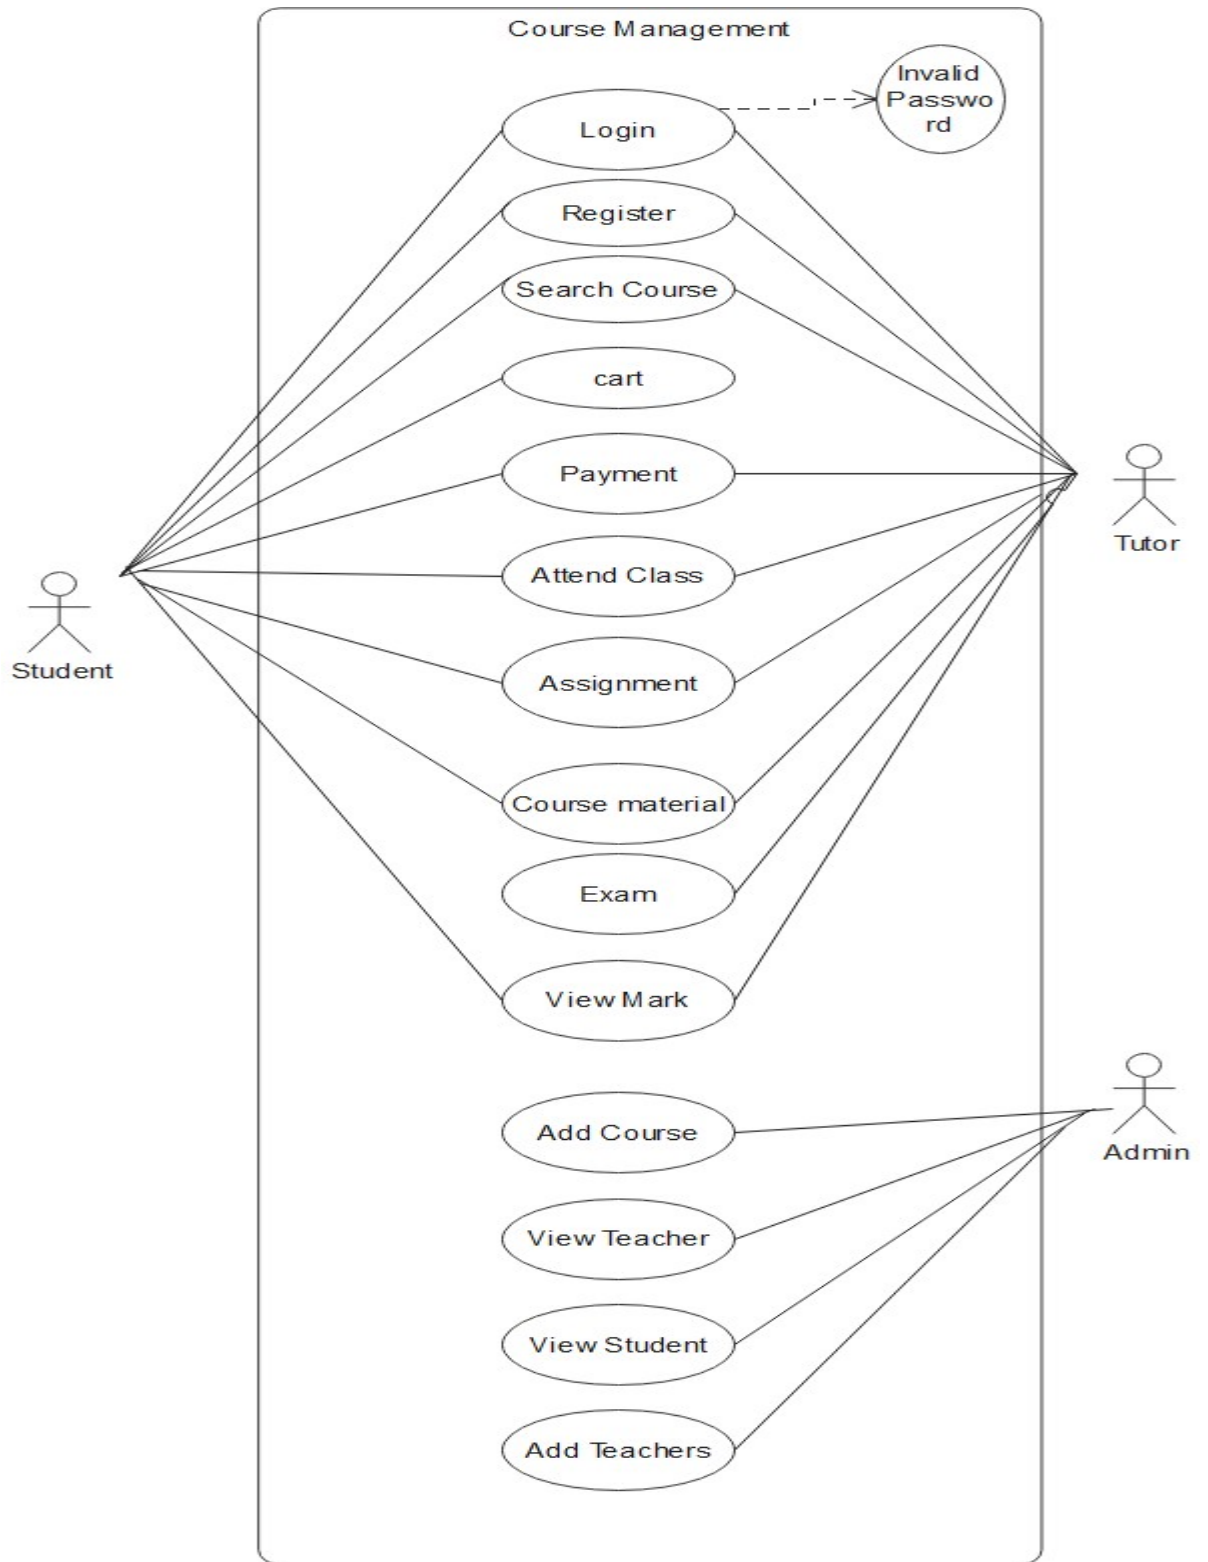 Course Management
Invalid
Passwo
rd
Login
Register
Search Course
cart
Payment
Tutor
Attend Class
Student
Assignment
Course material
Exam
View Mark
Add Course
Admin
View Teacher
View Student
Add Teachers